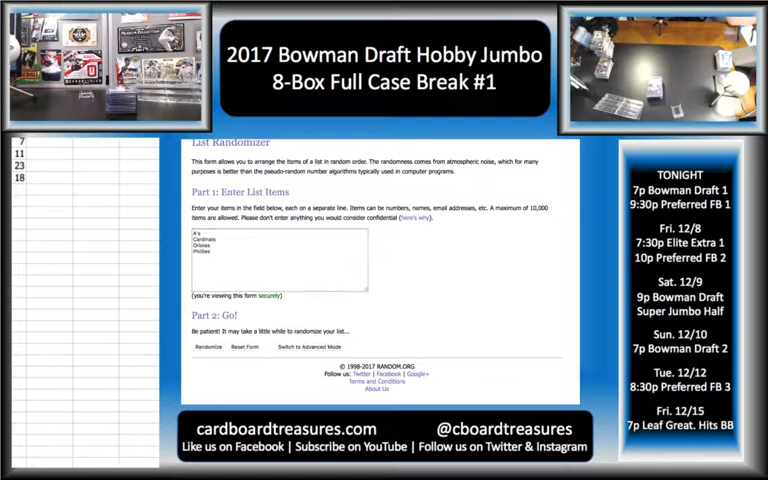 2017 Bowman Draft Hobby Jumbo
8-Box Full Case Break #1
7
11
23
18
List Randomizer
This form allows you to arrange the items of a list in random order. The randomness comes from atmospheric noise, which for many
purposes is better than the pseudo-random number algorithms typically used in computer programs.
Part 1: Enter List Items
Enter your items in the field below, each on a separate line. Items can be numbers, names, email addresses, etc. A maximum of 10,000
items are allowed. Please don't enter anything you would consider confidential (here's why).
A's
Cardinals
Orioles
Phillies
(you're viewing this form securely)
Part 2: Go!
Be patient! It may take a little while to randomize your list...
Randomize Reset Form Switch to Advanced Mode
© 1998-2017 RANDOM.ORG
Follow us: Twitter | Facebook | Google+
Terms and Conditions
About Us
TONIGHT
7p Bowman Draft 1
9:30p Preferred FB 1
Fri. 12/8
7:30p Elite Extra 1
10p Preferred FB 2
Sat. 12/9
9p Bowman Draft
Super Jumbo Half
Sun. 12/10
7p Bowman Draft 2
Tue. 12/12
8:30p Preferred FB 3
Fri. 12/15
7p Leaf Great. Hits BB
cardboardtreasures.com @cboardtreasures
Like us on Facebook | Subscribe on YouTube | Follow us on Twitter & Instagram